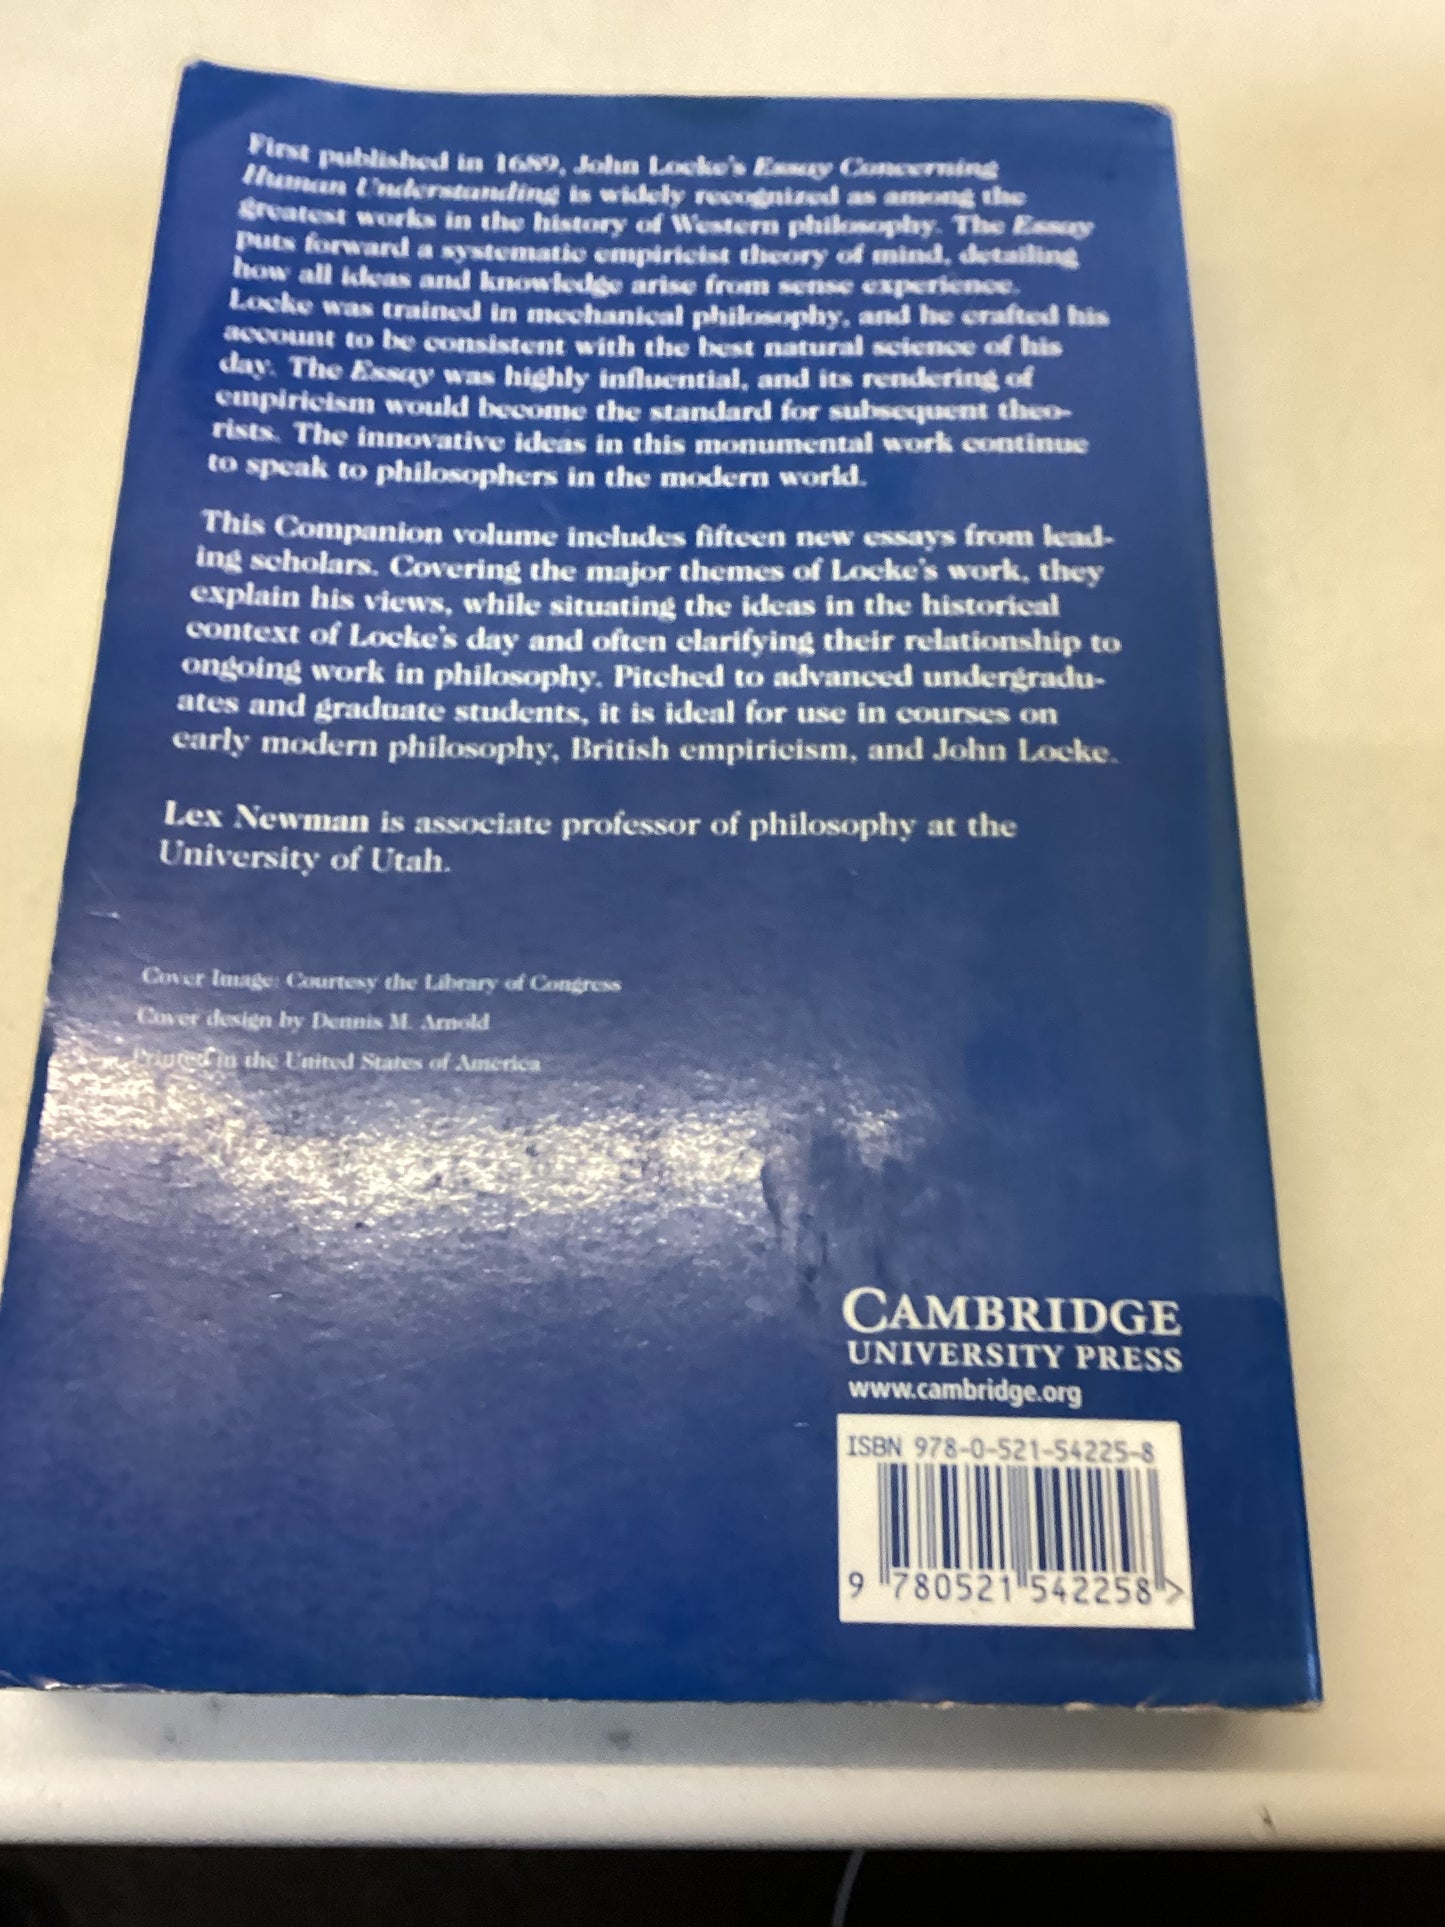 First published in 1689, John Locke's Essay Concerning
Human Understanding is widely recognized as among the
greatest works in the history of Western philosophy. The Essay
puts forward a systematic empiricist theory of mind, detailing
how all ideas and knowledge arise from sense experience.
Locke was trained in mechanical philosophy, and he crafted his
account to be consistent with the best natural science of his
day. The Essay was highly influential, and its rendering of
empiricism would become the standard for subsequent theo-
rists. The innovative ideas in this monumental work continue
to speak to philosophers in the modern world.
This Companion volume includes fifteen new essays from lead-
ing scholars. Covering the major themes of Locke's work, they
explain his views, while situating the ideas in the historical
context of Locke's day and often clarifying their relationship to
ongoing work in philosophy. Pitched to advanced undergradu-
ates and graduate students, it is ideal for use in courses on
early modern philosophy, British empiricism, and John Locke.
Lex Newman is associate professor of philosophy at the
University of Utah.
Cover Image: Courtesy the Library of Congress
Cover design by Dennis M. Arnold
Printed in the United States of America
CAMBRIDGE
UNIVERSITY PRESS
www.cambridge.org
ISBN 978-0-521-54225-8
9 780521 542258 >